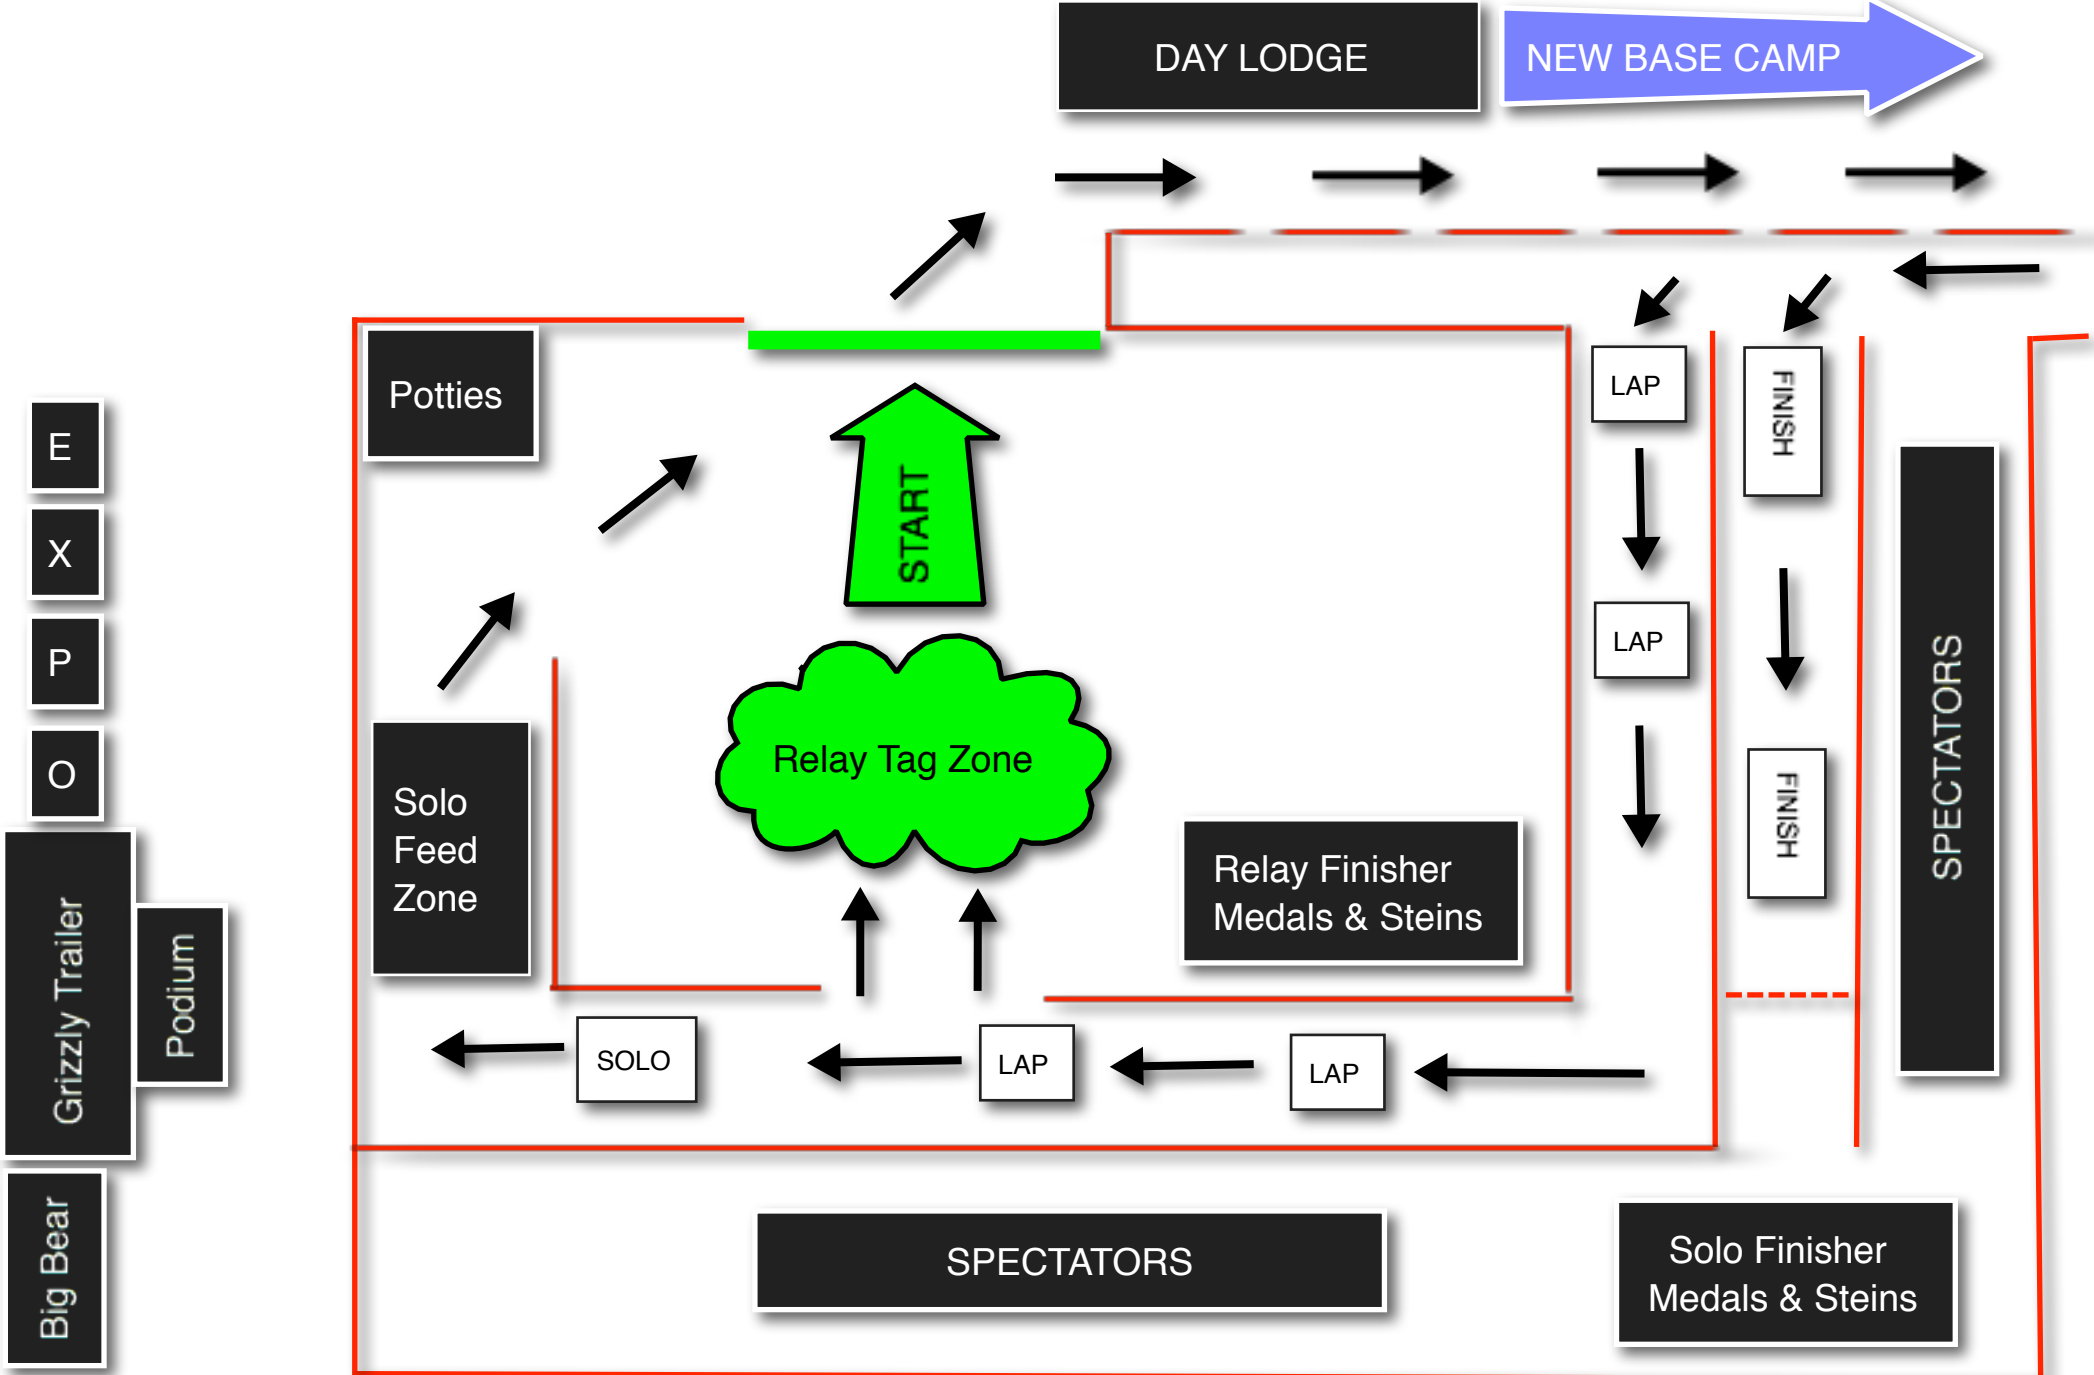 DAY LODGE
NEW BASE CAMP
Potties
LAP
FINISH
E
X
P
O
START
LAP
SPECTATORS
Relay Tag Zone
FINISH
Solo
Feed
Zone
Relay Finisher
Medals & Steins
Grizzly Trailer
Podium
SOLO
LAP
LAP
Big Bear
SPECTATORS
Solo Finisher
Medals & Steins